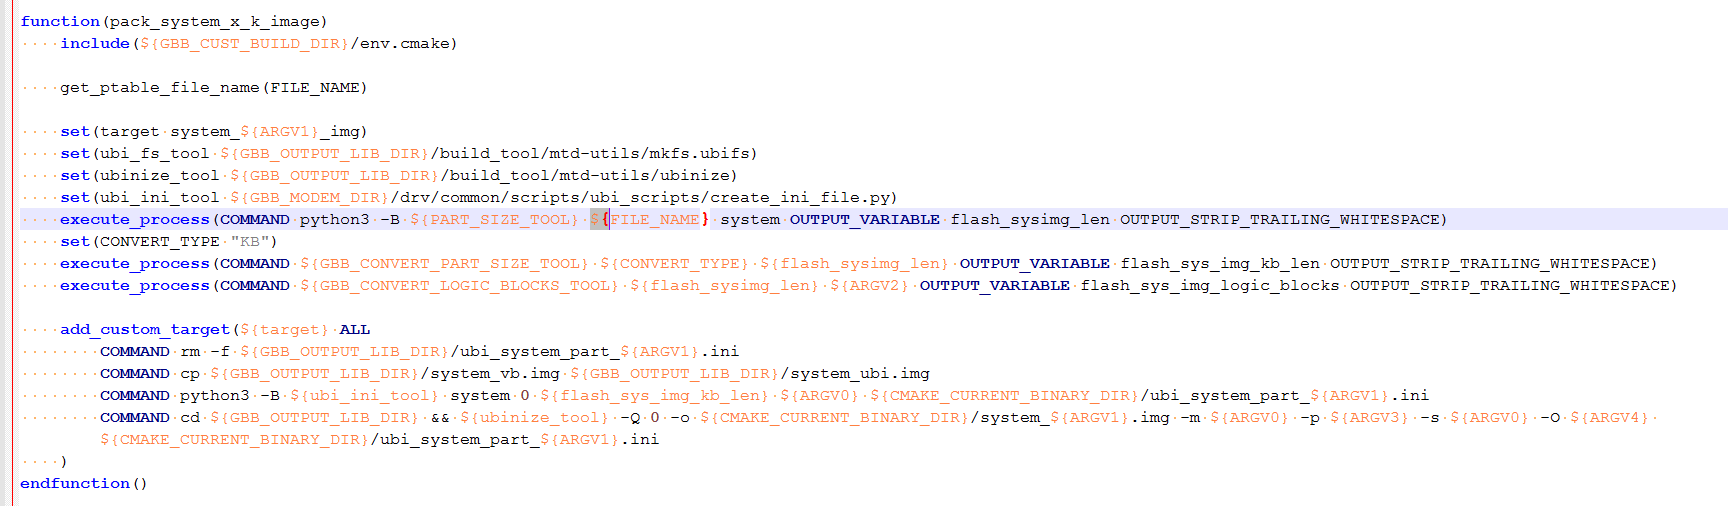 function(pack_system_x_k_image)
    include(${GBB_CUST_BUILD_DIR}/env.cmake)
    get_ptable_file_name(FILE_NAME)
    set(target system_${ARGV1}_img)
    set(ubi_fs_tool ${GBB_OUTPUT_LIB_DIR}/build_tool/mtd-utils/mkfs.ubifs)
    set(ubinize_tool ${GBB_OUTPUT_LIB_DIR}/build_tool/mtd-utils/ubinize)
    set(ubi_ini_tool ${GBB_MODEM_DIR}/drv/common/scripts/ubi_scripts/create_ini_file.py)
    execute_process(COMMAND python3 -B ${PART_SIZE_TOOL} ${FILE_NAME} system OUTPUT_VARIABLE flash_sysimg_len OUTPUT_STRIP_TRAILING_WHITESPACE)
    set(CONVERT_TYPE "KB")
    execute_process(COMMAND ${GBB_CONVERT_PART_SIZE_TOOL} ${CONVERT_TYPE} ${flash_sysimg_len} OUTPUT_VARIABLE flash_sys_img_kb_len OUTPUT_STRIP_TRAILING_WHITESPACE)
    execute_process(COMMAND ${GBB_CONVERT_LOGIC_BLOCKS_TOOL} ${flash_sysimg_len} ${ARGV2} OUTPUT_VARIABLE flash_sys_img_logic_blocks OUTPUT_STRIP_TRAILING_WHITESPACE)
    add_custom_target(${target} ALL
        COMMAND rm -f ${GBB_OUTPUT_LIB_DIR}/ubi_system_part_${ARGV1}.ini
        COMMAND cp ${GBB_OUTPUT_LIB_DIR}/system_vb.img ${GBB_OUTPUT_LIB_DIR}/system_ubi.img
        COMMAND python3 -B ${ubi_ini_tool} system 0 ${flash_sys_img_kb_len} ${ARGV0} ${CMAKE_CURRENT_BINARY_DIR}/ubi_system_part_${ARGV1}.ini
        COMMAND cd ${GBB_OUTPUT_LIB_DIR} && ${ubinize_tool} -Q 0 -o ${CMAKE_CURRENT_BINARY_DIR}/system_${ARGV1}.img -m ${ARGV0} -p ${ARGV3} -s ${ARGV0} -O ${ARGV4}
        ${CMAKE_CURRENT_BINARY_DIR}/ubi_system_part_${ARGV1}.ini
    )
endfunction()